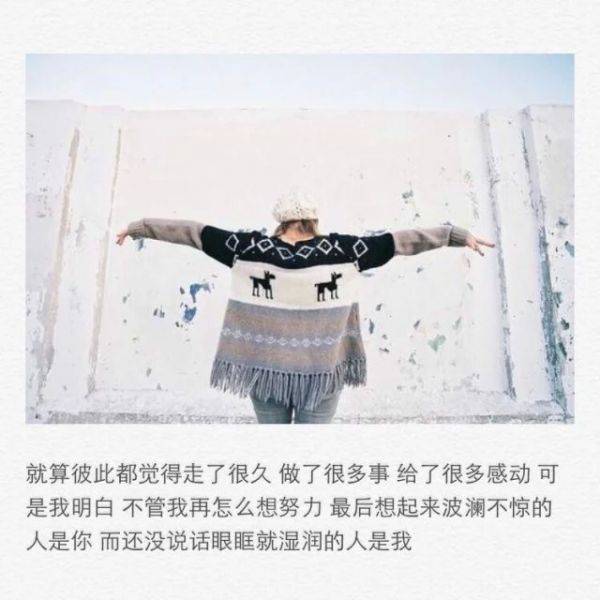 就算彼此都觉得走了很久 做了很多事 给了很多感动 可
是我明白 不管我再怎么想努力 最后想起来波澜不惊的
人是你 而还没说话眼眶就湿润的人是我